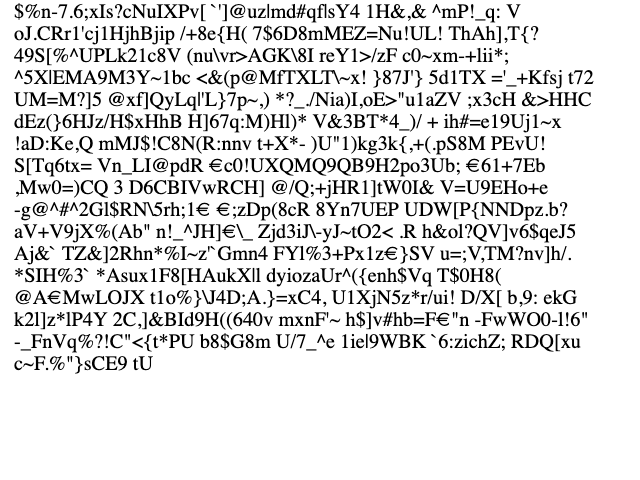 $%n-7.6;xIs?cNuIXPv[ `']@uz|md#qf|sY4 1H&,& ^mP!_q: V
oJ.CRr1'cj1HjhBjip /+8e{H( 7$6D8mMEZ=Nu!UL! ThAh],T{?
49S[%^UPLk21c8V (nu\vr>AGK\8I reY1>/zF c0~xm-+lii*;
^5X|EMA9M3Y~1bc <&(p@MfTXLT\~x! }87J'} 5d1TX ='_+Kfsj t72
UM=M?]5 @xf]QyLq|'L}7p~,) *?_./Nia)I,oE>"u1aZV ;x3cH &>HHC
dEz(}6HJz/H$xHhB H]67q:M)Hl)* V&3BT*4_)/ + ih#=e19Uj1~x
!aD:Ke,Q mMJ$!C8N(R:nnv t+X*- )U"1)kg3k{,+(.pS8M PEvU!
S[Tq6tx= Vn_LI@pdR €c0!UXQMQ9QB9H2po3Ub; €61+7Eb
,Mw0=)CQ 3 D6CBIVwRCH] @/Q;+jHR1]tW0I& V=U9EHo+e
-g@^#^2Gl$RN\5rh;1€ €;zDp(8cR 8Yn7UEP UDW[P{NNDpz.b?
aV+V9jX%(Ab" n!_^JH]€\_ Zjd3iJ\-yJ~tO2< .R h&ol?QV]v6$qeJ5
Aj&` TZ&]2Rhn*%I~z'`Gmn4 FYl%3+Px1z€}SV u=;V,TM?nv]h/.
*SIH%3` *Asux1F8[HAukX|l dyiozaUr^({enh$Vq T$0H8(
@A€MwLOJX t1o%}\J4D;A.}=xC4, U1XjN5z*r/ui! D/X[ b,9: ekG
k2l]z*lP4Y 2C,]&BId9H((640v mxnF'~ h$]v#hb=F€"n -FwWO0-l!6"
-_FnVq%?!C"<{t*PU b8$G8m U/7_^e 1ie|9WBK `6:zichZ; RDQ[xu
c~F.%"}sCE9 tU